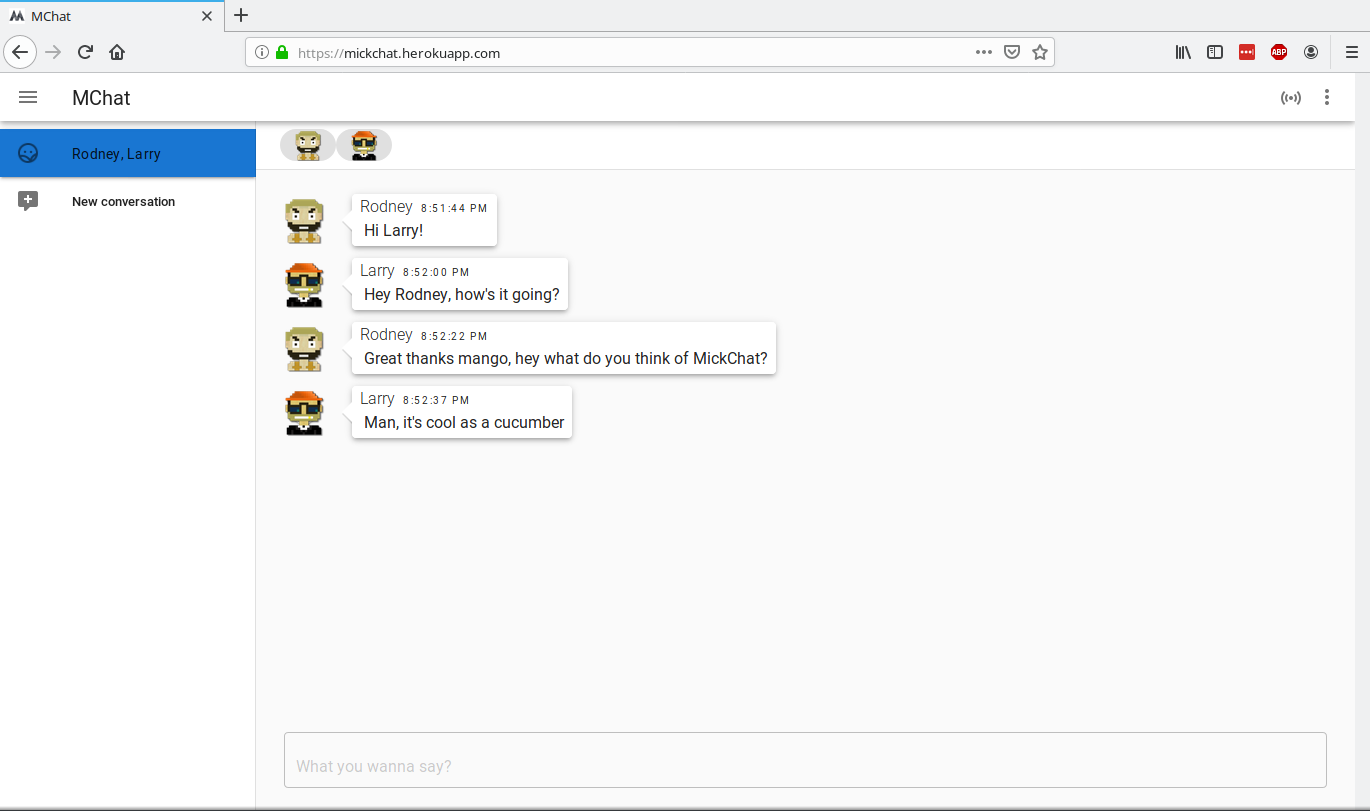 MChat
https://mickchat.herokuapp.com
ABP
MChat
Rodney, Larry
New conversation
Rodney 8:51:44 PM
Hi Larry!
Larry 8:52:00 PM
Hey Rodney, how's it going?
Rodney 8:52:22 PM
Great thanks mango, hey what do you think of MickChat?
Larry 8:52:37 PM
Man, it's cool as a cucumber
What you wanna say?